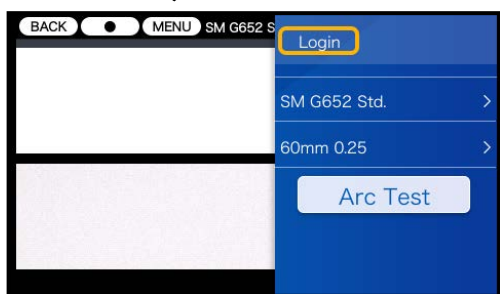 BACK ● MENU SM G652 S
Login
SM G652 Std. >
60mm 0.25 >
Arc Test